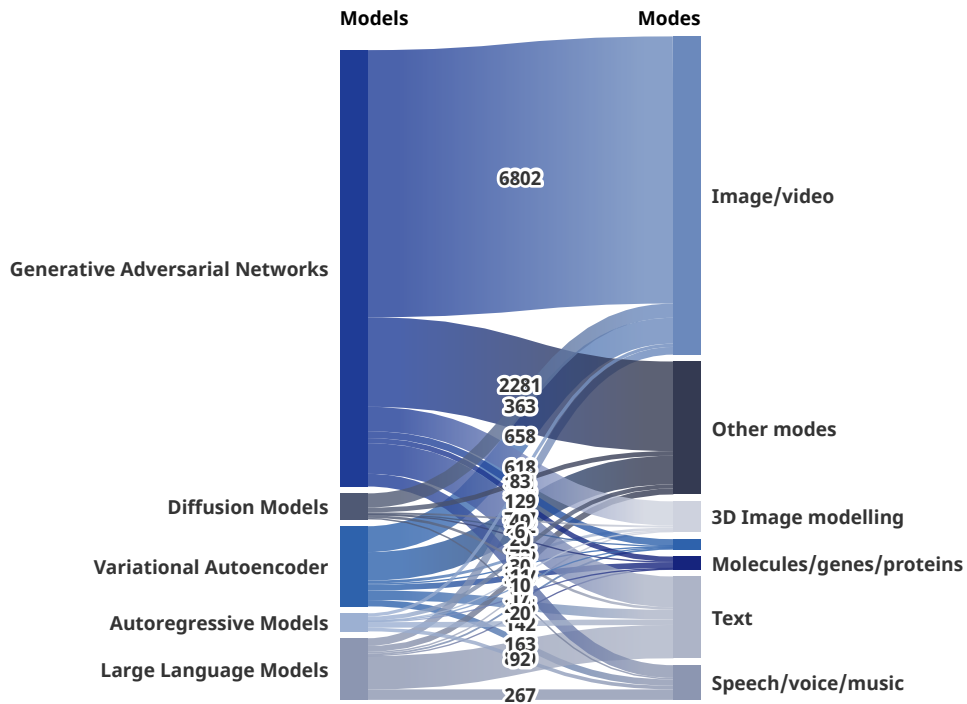 Models
Modes
6802
Image/video
Generative Adversarial Networks
2281
363
Other modes
658
618
83
129
Diffusion Models
49
3D Image modelling
20
Variational Autoencoder
30
Molecules/genes/proteins
10
20
Autoregressive Models
142
Text
163
Large Language Models
Speech/voice/music
267